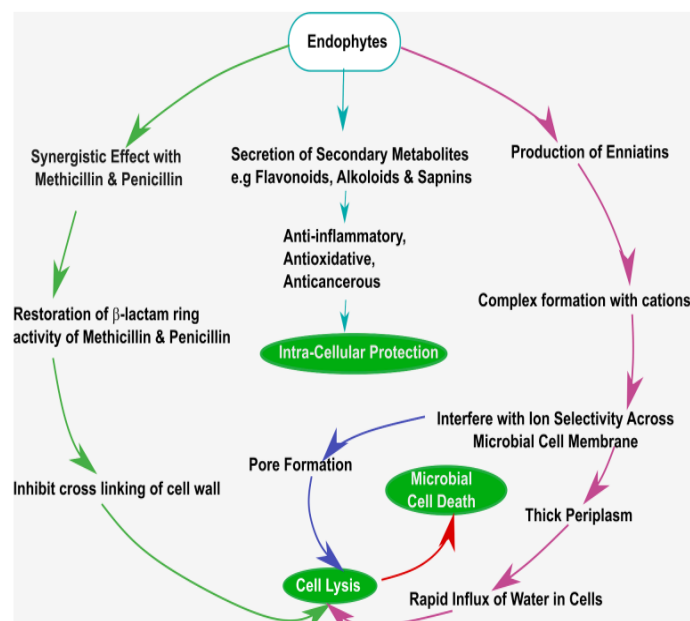 Endophytes
Synergistic Effect with
Methicillin & Penicillin
Secretion of Secondary Metabolites
e.g Flavonoids, Alkoloids & Sapnins
Production of Enniatins
Anti-inflammatory,
Antioxidative,
Anticancerous
Complex formation with cations
Restoration of β-lactam ring
activity of Methicillin & Penicillin
Intra-Cellular Protection
Interfere with Ion Selectivity Across
Microbial Cell Membrane
Pore Formation
Microbial
Cell Death
Inhibit cross linking of cell wall
Thick Periplasm
Cell Lysis
Rapid Influx of Water in Cells